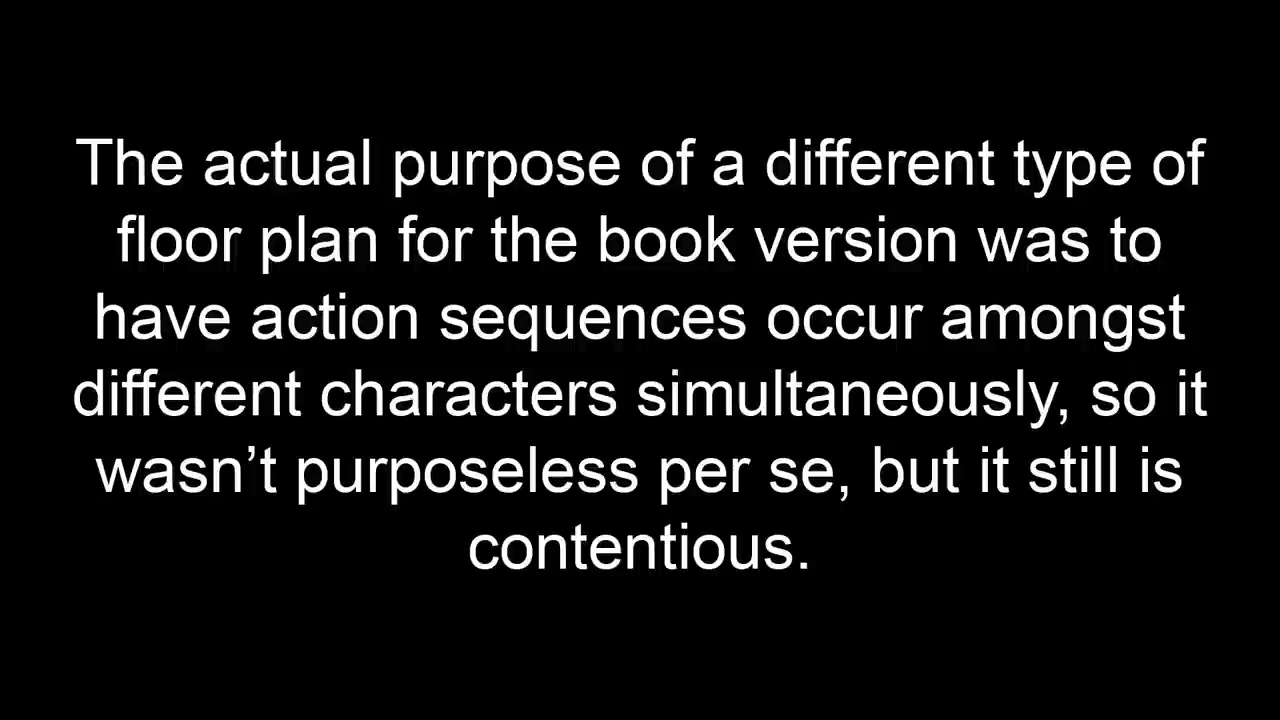 The actual purpose of a different type of
floor plan for the book version was to
have action sequences occur amongst
different characters simultaneously, so it
wasn’t purposeless per se, but it still is
contentious.